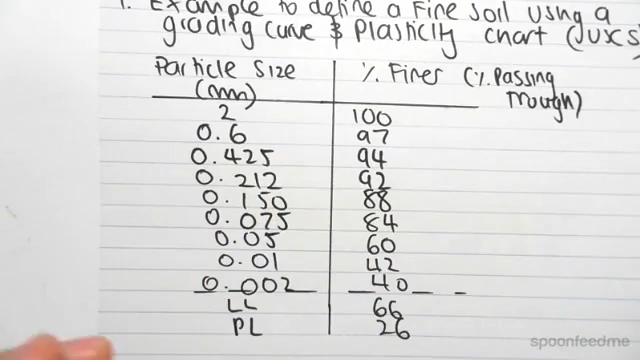 1. Example to define a Fine soil using a
grading curve & Plasticity chart (USCS)
Particle Size % Finer (% Passing
(mm) through)
2 100
0.6 97
0.425 94
0.212 92
0.150 88
0.075 84
0.05 60
0.01 42
0.002 40
LL 66
PL 26
spoonfeedme